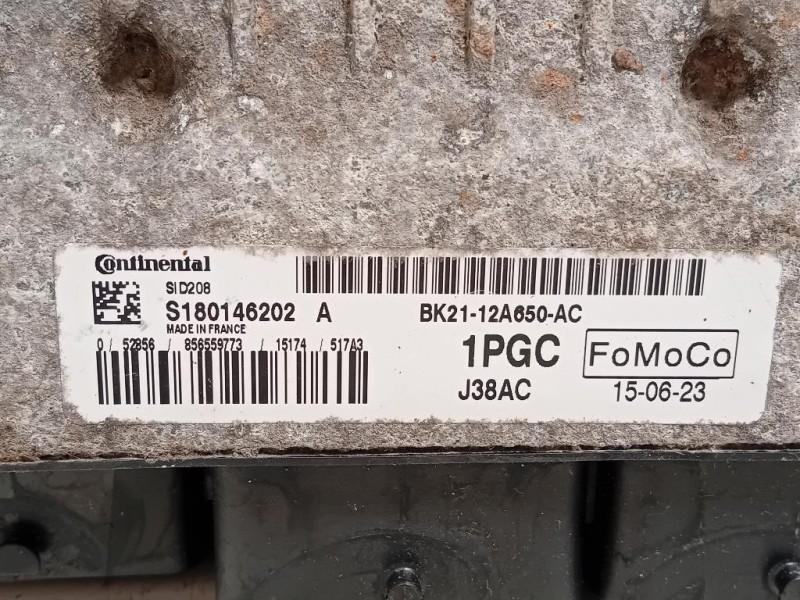 Continental
SID208
S180146202 A
BK21-12A650-AC
MADE IN FRANCE
0 / 52856 / 856559773 / 15174 / 517A3
1PGC
FoMoCo
J38AC
15-06-23